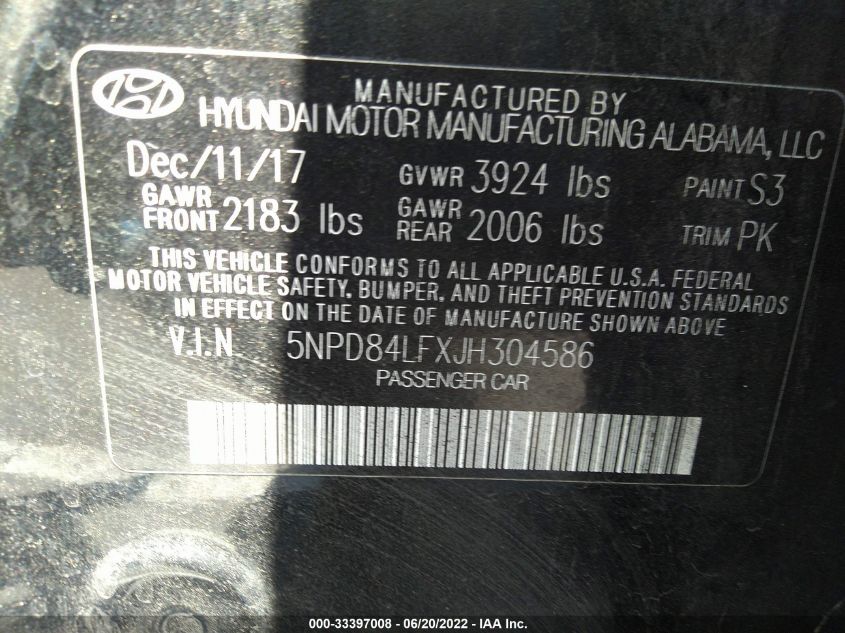 MANUFACTURED BY
HYUNDAI MOTOR MANUFACTURING ALABAMA, LLC
Dec/11/17 GVWR 3924 lbs PAINT S3
GAWR FRONT 2183 lbs GAWR REAR 2006 lbs TRIM PK
THIS VEHICLE CONFORMS TO ALL APPLICABLE U.S.A. FEDERAL
MOTOR VEHICLE SAFETY, BUMPER, AND THEFT PREVENTION STANDARDS
IN EFFECT ON THE DATE OF MANUFACTURE SHOWN ABOVE
V.I.N 5NPD84LFXJH304586
PASSENGER CAR
000-33397008 - 06/20/2022 - IAA Inc.